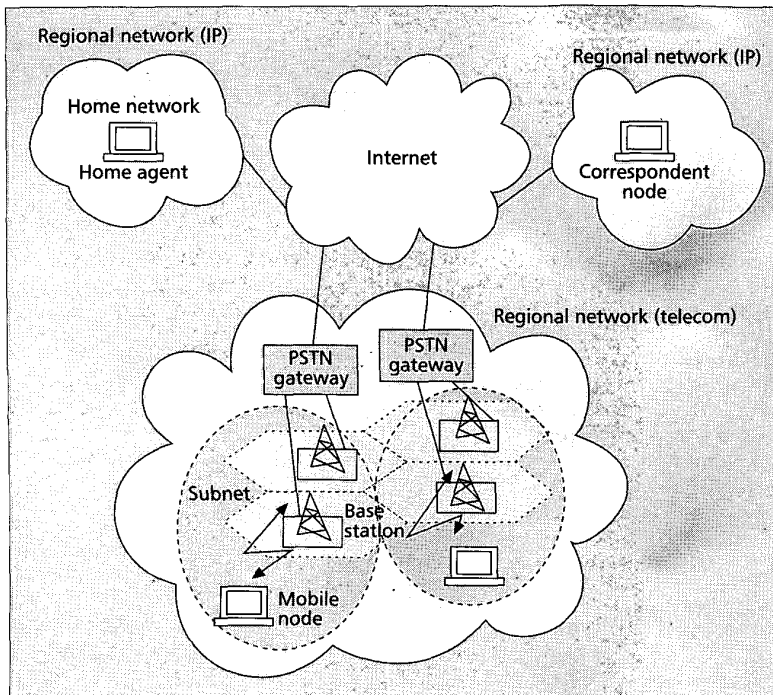 Regional network (IP)
Regional network (IP)
Home network
Home agent
Internet
Correspondent
node
Regional network (telecom)
PSTN
gateway
PSTN
gateway
Subnet
Base
station
Mobile
node